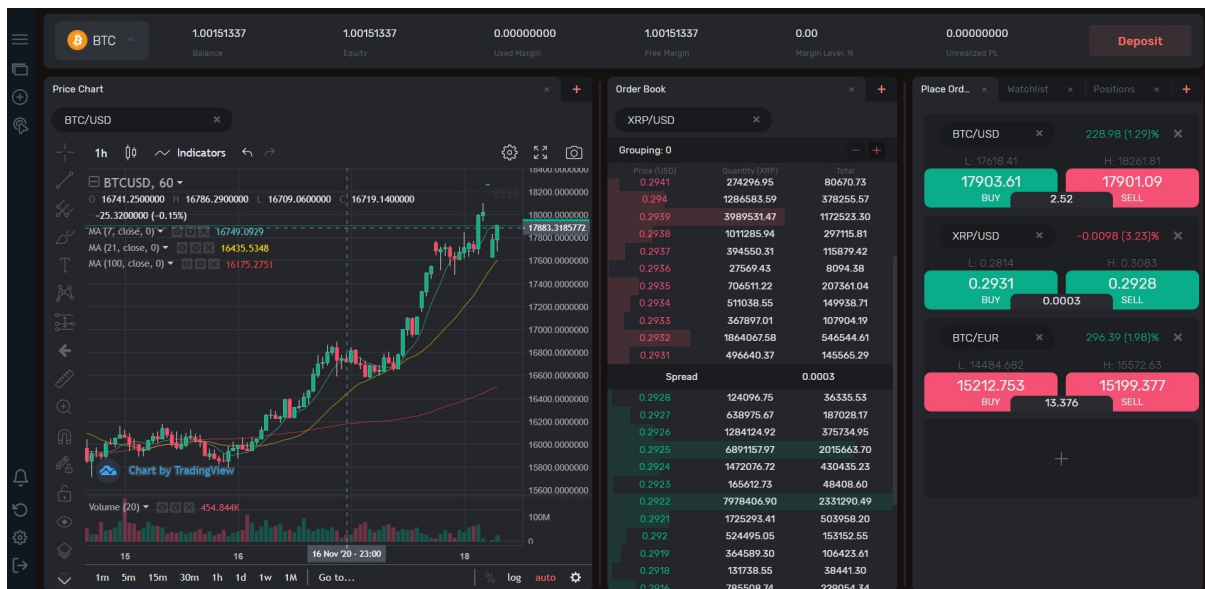 BTC
1.00151337 1.00151337 0.00000000 1.00151337 0.00 0.00000000
Balance Equity Used Margin Free Margin Margin Level, % Unrealized PL
Deposit
Price Chart
BTC/USD
1h Indicators
BTCUSD, 60
O 16741.2500000 H 16786.2900000 L 16709.0600000 C 16719.1400000
-25.3200000 (-0.15%)
MA (7, close, 0) 16749.0929
MA (21, close, 0) 16435.5348
MA (100, close, 0) 16175.2751
18400.0000000
18200.0000000
18000.0000000
17883.3185772
17800.0000000
17600.0000000
17400.0000000
17200.0000000
17000.0000000
16800.0000000
16600.0000000
16400.0000000
16200.0000000
16000.0000000
15800.0000000
15600.0000000
Chart by TradingView
Volume (20) 454.844K
100M
0
15 16 16 Nov '20 - 23:00 18
1m 5m 15m 30m 1h 1d 1w 1M Go to... % log auto
Order Book
XRP/USD
Grouping: 0
Price (USD) Quantity (XRP) Total
0.2941 274296.95 80670.73
0.294 1286583.59 378255.57
0.2939 3989531.47 1172523.30
0.2938 1011285.94 297115.81
0.2937 394550.31 115879.42
0.2936 27569.43 8094.38
0.2935 706511.22 207361.04
0.2934 511038.55 149938.71
0.2933 367897.01 107904.19
0.2932 1864067.58 546544.61
0.2931 496640.37 145565.29
Spread 0.0003
0.2928 124096.75 36335.53
0.2927 638975.67 187028.17
0.2926 1284124.92 375734.95
0.2925 6891157.97 2015663.70
0.2924 1472076.72 430435.23
0.2923 165612.73 48408.60
0.2922 7978406.90 2331290.49
0.2921 1725293.41 503958.20
0.292 524495.05 153152.55
0.2919 364589.30 106423.61
0.2918 131738.55 38441.30
0.2916 785508.74 229054.34
Place Ord... Watchlist Positions
BTC/USD 228.98 (1.29)%
L: 17618.41 H: 18261.81
17903.61 17901.09
BUY 2.52 SELL
XRP/USD -0.0098 (3.23)%
L: 0.2814 H: 0.3083
0.2931 0.2928
BUY 0.0003 SELL
BTC/EUR 296.39 (1.98)%
L: 14484.682 H: 15572.63
15212.753 15199.377
BUY 13.376 SELL